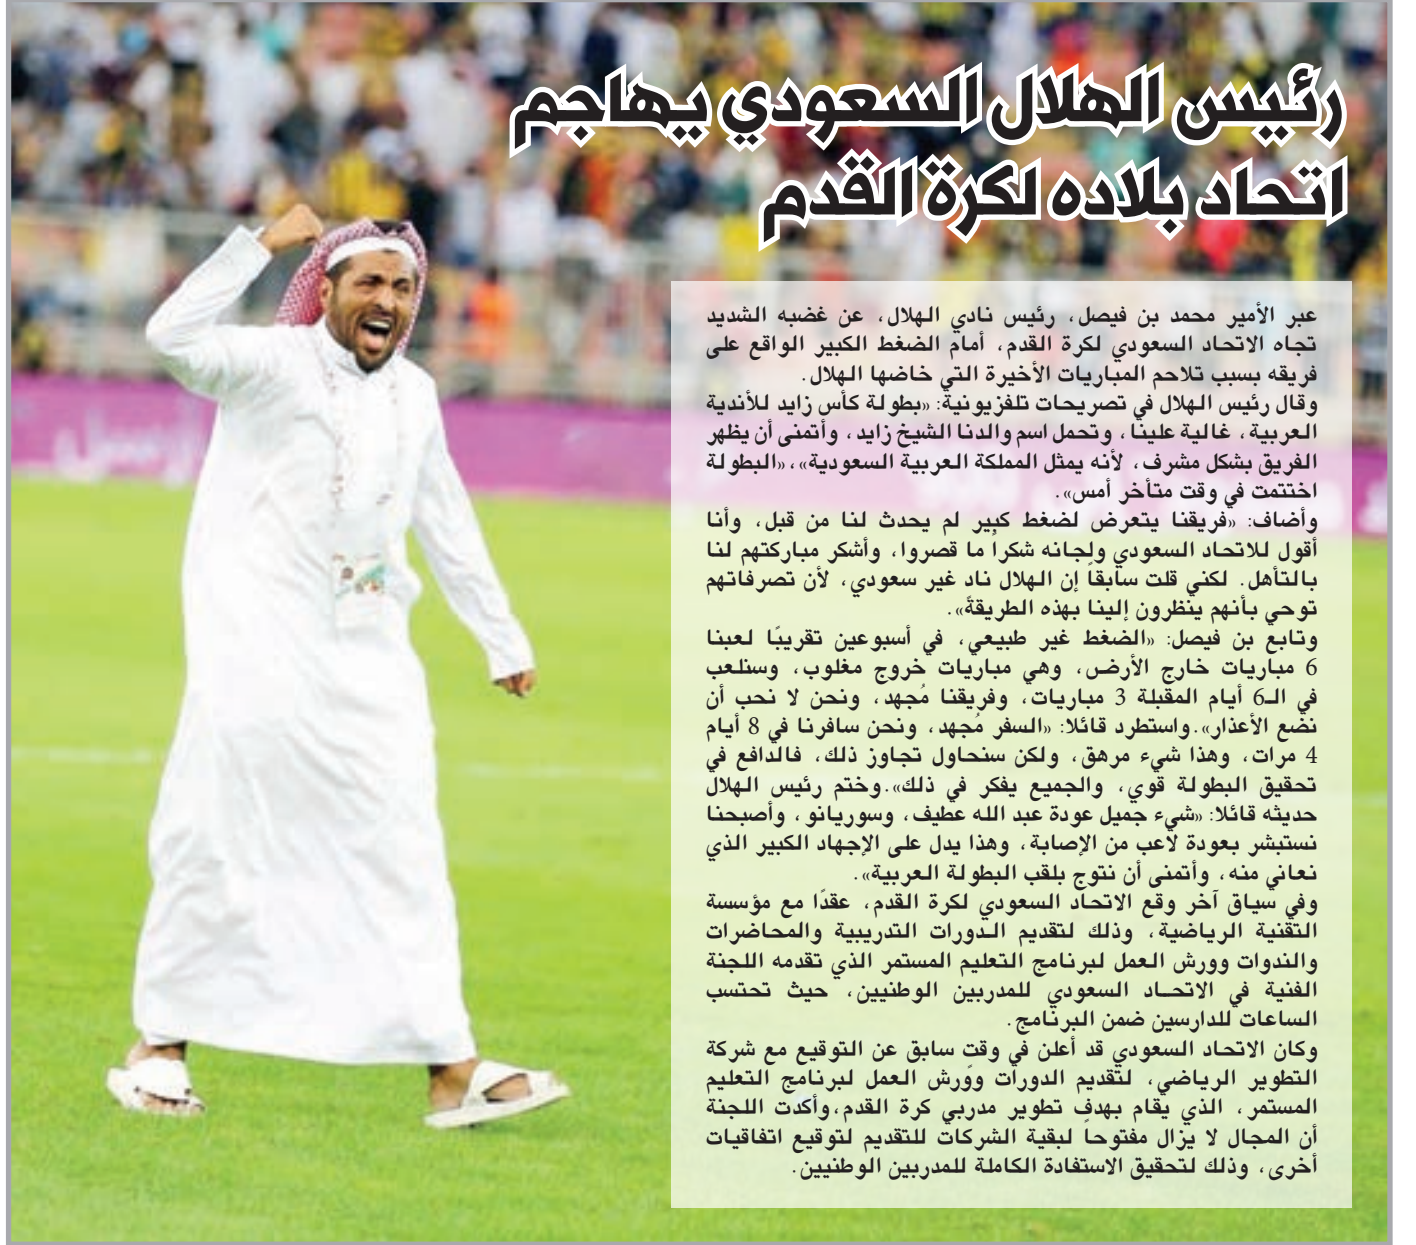 رئيس الهلال السعودي يهاجم
اتحاد بلاده لكرة القدم
عبر الأمير محمد بن فيصل، رئيس نادي الهلال، عن غضبه الشديد
تجاه الاتحاد السعودي لكرة القدم، أمام الضغط الكبير الواقع على
فريقه بسبب تلاحم المباريات الأخيرة التي خاضها الهلال.
وقال رئيس الهلال في تصريحات تلفزيونية: «بطولة كأس زايد للأندية
العربية، غالية علينا، وتحمل اسم والدنا الشيخ زايد، وأتمنى أن يظهر
الفريق بشكل مشرف، لأنه يمثل المملكة العربية السعودية»، «البطولة
اختتمت في وقت متأخر أمس».
وأضاف: «فريقنا يتعرض لضغط كبير لم يحدث لنا من قبل، وأنا
أقول للاتحاد السعودي ولجانه شكراً ما قصروا، وأشكر مباركتهم لنا
بالتأهل. لكني قلت سابقاً إن الهلال ناد غير سعودي، لأن تصرفاتهم
توحي بأنهم ينظرون إلينا بهذه الطريقة».
وتابع بن فيصل: «الضغط غير طبيعي، في أسبوعين تقريبًا لعبنا
6 مباريات خارج الأرض، وهي مباريات خروج مغلوب، وسنلعب
في الـ6 أيام المقبلة 3 مباريات، وفريقنا مُجهد، ونحن لا نحب أن
نضع الأعذار».واستطرد قائلا: «السفر مُجهد، ونحن سافرنا في 8 أيام
4 مرات، وهذا شيء مرهق، ولكن سنحاول تجاوز ذلك، فالدافع في
تحقيق البطولة قوي، والجميع يفكر في ذلك».وختم رئيس الهلال
حديثه قائلا: «شيء جميل عودة عبد الله عطيف، وسوريانو، وأصبحنا
نستبشر بعودة لاعب من الإصابة، وهذا يدل على الإجهاد الكبير الذي
نعاني منه، وأتمنى أن نتوج بلقب البطولة العربية».
وفي سياق آخر وقع الاتحاد السعودي لكرة القدم، عقدًا مع مؤسسة
التقنية الرياضية، وذلك لتقديم الدورات التدريبية والمحاضرات
والندوات وورش العمل لبرنامج التعليم المستمر الذي تقدمه اللجنة
الفنية في الاتحاد السعودي للمدربين الوطنيين، حيث تحتسب
الساعات للدارسين ضمن البرنامج.
وكان الاتحاد السعودي قد أعلن في وقت سابق عن التوقيع مع شركة
التطوير الرياضي، لتقديم الدورات وورش العمل لبرنامج التعليم
المستمر، الذي يقام بهدف تطوير مدربي كرة القدم،وأكدت اللجنة
أن المجال لا يزال مفتوحاً لبقية الشركات للتقديم لتوقيع اتفاقيات
أخرى، وذلك لتحقيق الاستفادة الكاملة للمدربين الوطنيين.